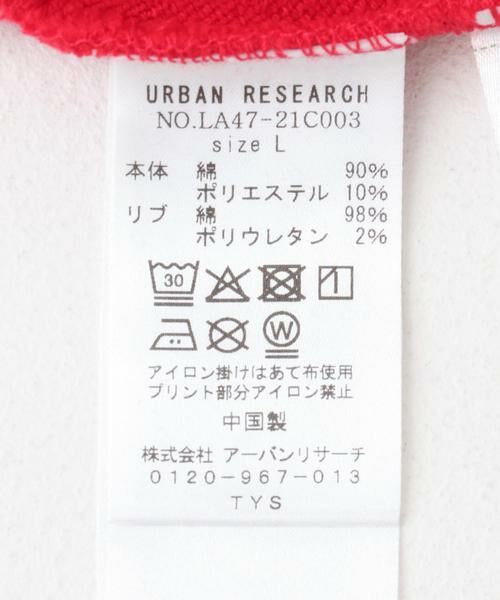 URBAN RESEARCH
NO.LA47-21C003
size L
本体 綿 90%
ポリエステル 10%
リブ 綿 98%
ポリウレタン 2%
30
W
アイロン掛けはあて布使用
プリント部分アイロン禁止
中国製
株式会社 アーバンリサーチ
0120-967-013
TYS